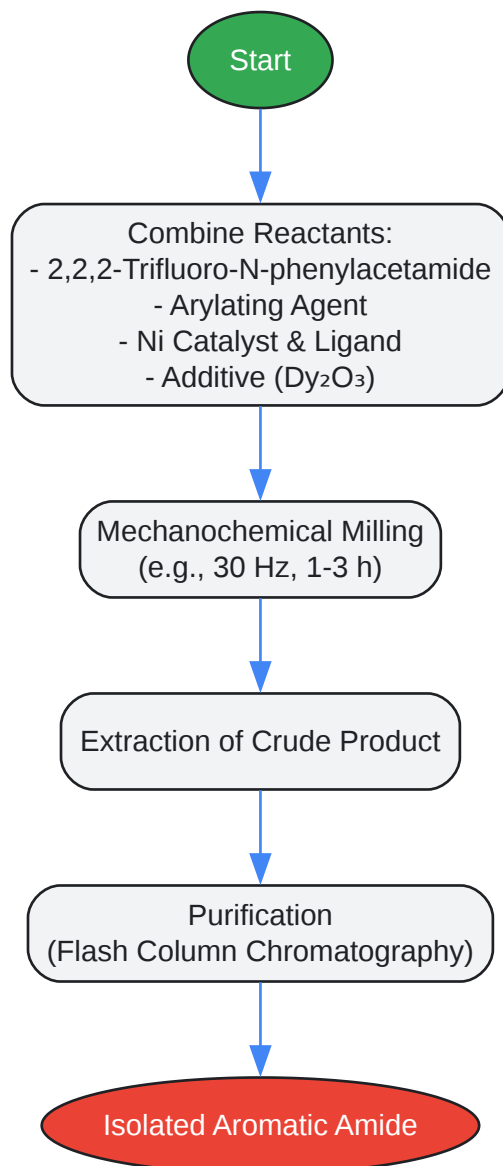 Start
Combine Reactants:
- 2,2,2-Trifluoro-N-phenylacetamide
- Arylating Agent
- Ni Catalyst & Ligand
- Additive (Dy₂O₃)
Mechanochemical Milling
(e.g., 30 Hz, 1-3 h)
Extraction of Crude Product
Purification
(Flash Column Chromatography)
Isolated Aromatic Amide